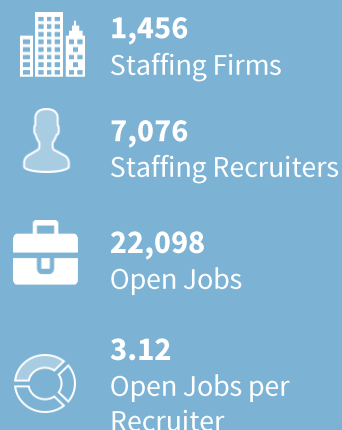 1,456
Staffing Firms
7,076
Staffing Recruiters
22,098
Open Jobs
3.12
Open Jobs per
Recruiter